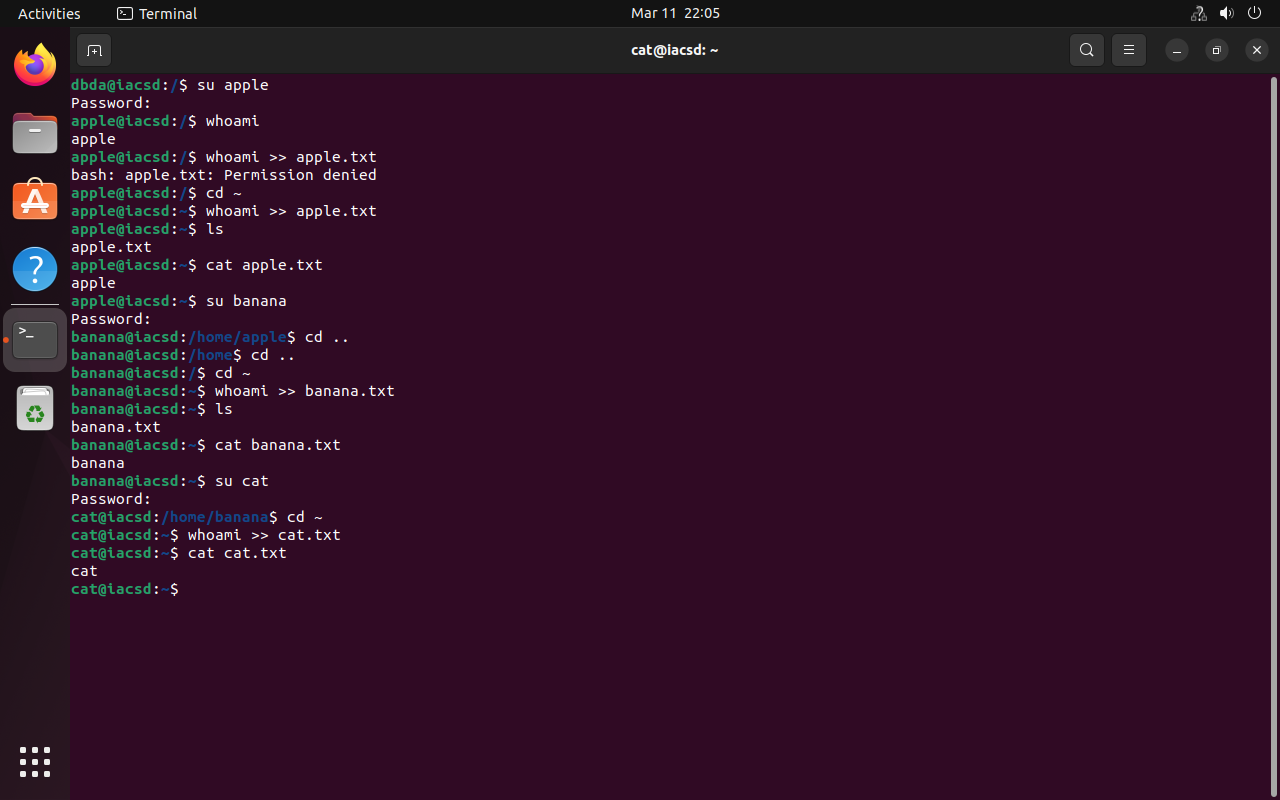 Activities Terminal Mar 11 22:05
cat@iacsd: ~
dbda@iacsd:/$ su apple
Password:
apple@iacsd:/$ whoami
apple
apple@iacsd:/$ whoami >> apple.txt
bash: apple.txt: Permission denied
apple@iacsd:/$ cd ~
apple@iacsd:~$ whoami >> apple.txt
apple@iacsd:~$ ls
apple.txt
apple@iacsd:~$ cat apple.txt
apple
apple@iacsd:~$ su banana
Password:
banana@iacsd:/home/apple$ cd ..
banana@iacsd:/home$ cd ..
banana@iacsd:/$ cd ~
banana@iacsd:~$ whoami >> banana.txt
banana@iacsd:~$ ls
banana.txt
banana@iacsd:~$ cat banana.txt
banana
banana@iacsd:~$ su cat
Password:
cat@iacsd:/home/banana$ cd ~
cat@iacsd:~$ whoami >> cat.txt
cat@iacsd:~$ cat cat.txt
cat
cat@iacsd:~$